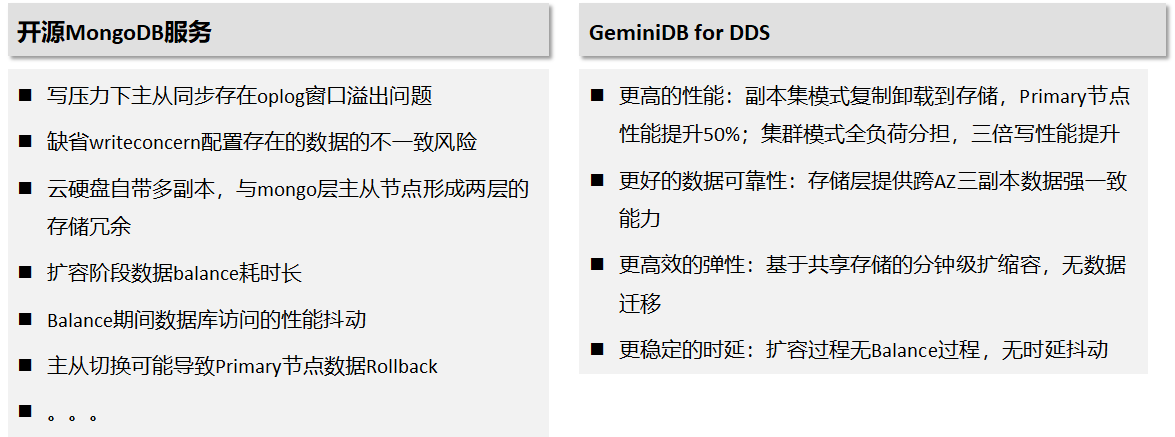 开源MongoDB服务
■ 写压力下主从同步存在oplog窗口溢出问题
■ 缺省writeconcern配置存在的数据的不一致风险
■ 云硬盘自带多副本，与mongo层主从节点形成两层的
存储冗余
■ 扩容阶段数据balance耗时长
■ Balance期间数据库访问的性能抖动
■ 主从切换可能导致Primary节点数据Rollback
■ 。。。
GeminiDB for DDS
■ 更高的性能：副本集模式复制卸载到存储，Primary节点
性能提升50%；集群模式全负荷分担，三倍写性能提升
■ 更好的数据可靠性：存储层提供跨AZ三副本数据强一致
能力
■ 更高效的弹性：基于共享存储的分钟级扩缩容，无数据
迁移
■ 更稳定的时延：扩容过程无Balance过程，无时延抖动